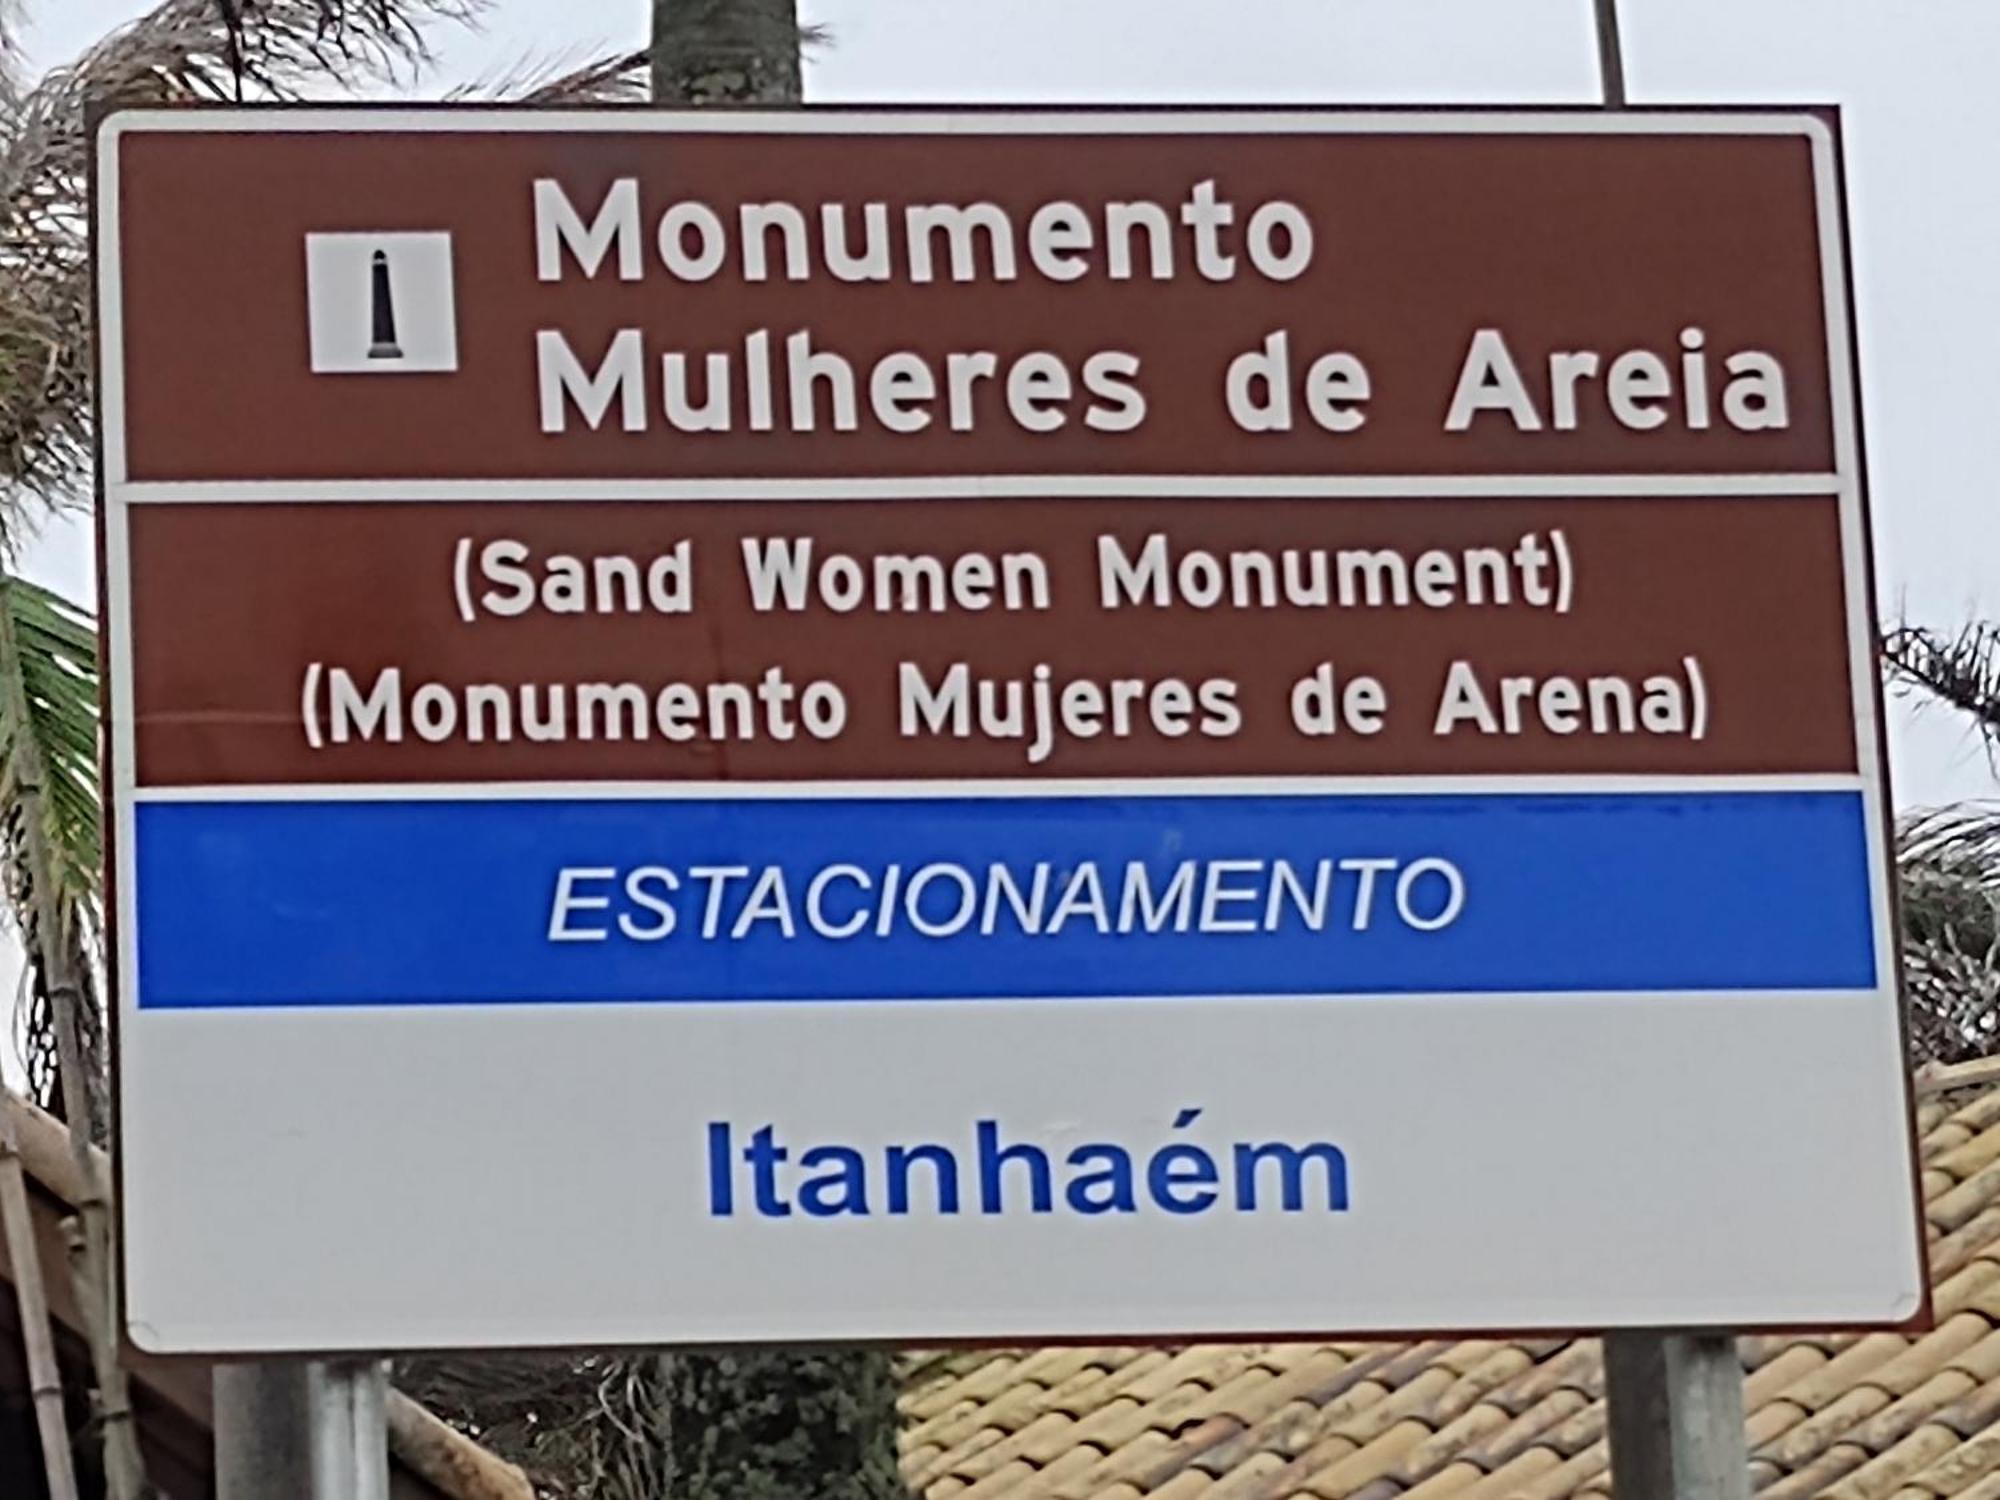 Monumento
Mulheres de Areia
(Sand Women Monument)
(Monumento Mujeres de Arena)
ESTACIONAMENTO
Itanhaém